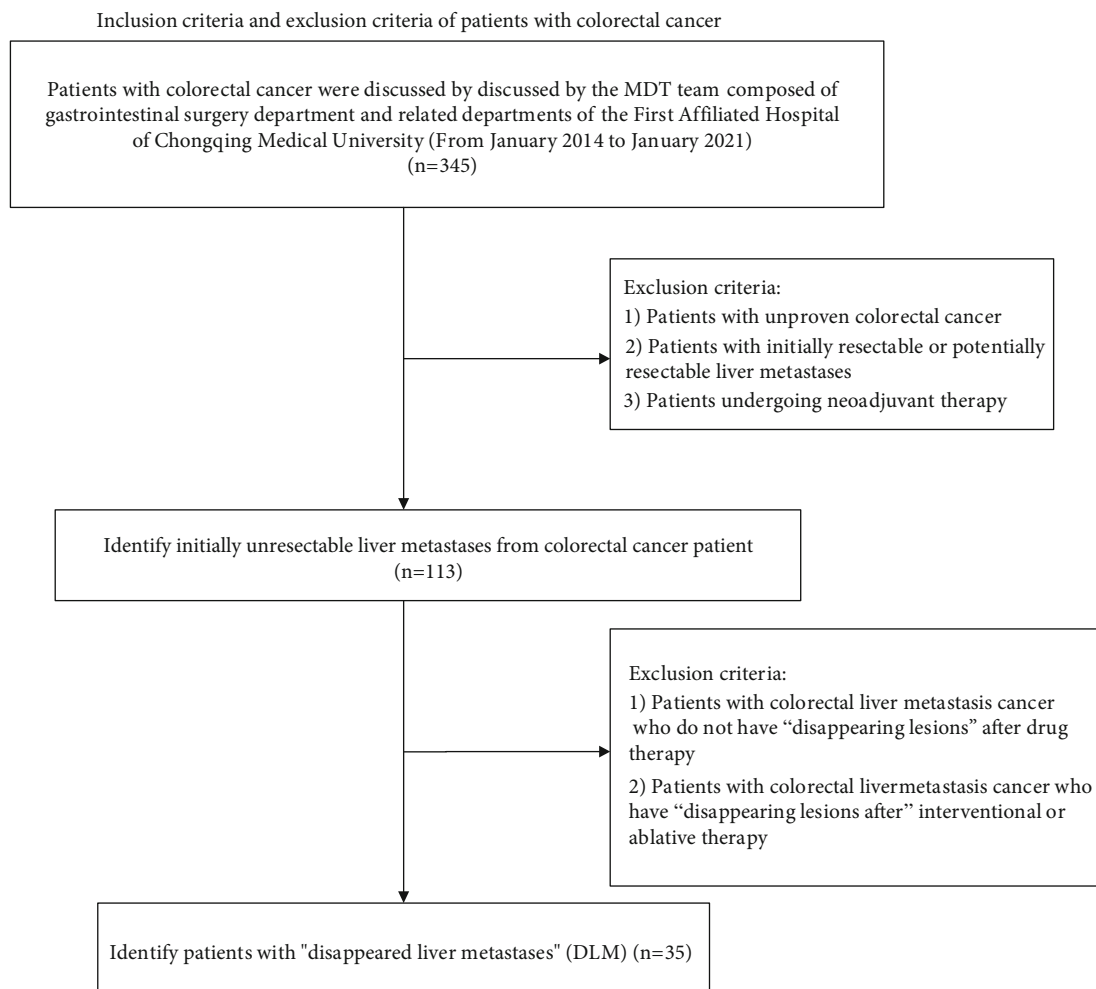 Inclusion criteria and exclusion criteria of patients with colorectal cancer
Patients with colorectal cancer were discussed by discussed by the MDT team composed of
gastrointestinal surgery department and related departments of the First Affiliated Hospital
of Chongqing Medical University (From January 2014 to January 2021)
(n=345)
Exclusion criteria:
1) Patients with unproven colorectal cancer
2) Patients with initially resectable or potentially
resectable liver metastases
3) Patients undergoing neoadjuvant therapy
Identify initially unresectable liver metastases from colorectal cancer patient
(n=113)
Exclusion criteria:
1) Patients with colorectal liver metastasis cancer
who do not have “disappearing lesions” after drug
therapy
2) Patients with colorectal livermetastasis cancer who
have “disappearing lesions after” interventional or
ablative therapy
Identify patients with "disappeared liver metastases" (DLM) (n=35)